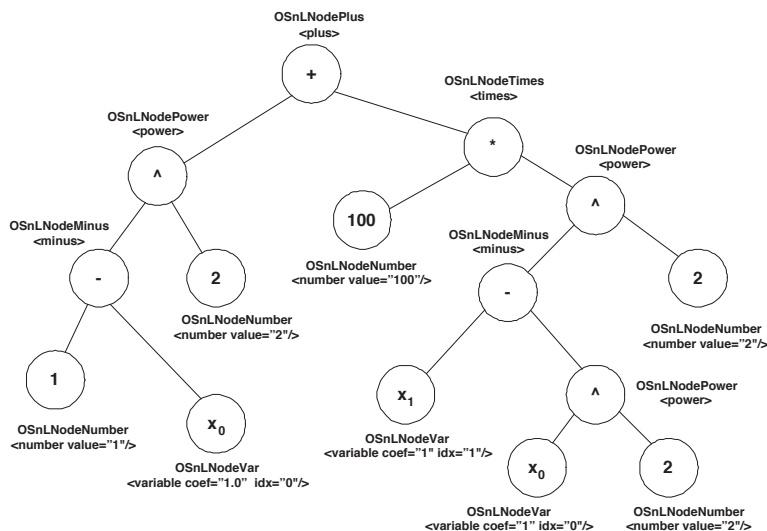 OSnLNodePlus
<plus>
+
OSnLNodeTimes
<times>
*
OSnLNodePower
<power>
^
OSnLNodePower
<power>
^
100
OSnLNodeNumber
<number value="100"/>
OSnLNodeMinus
<minus>
-
2
OSnLNodeNumber
<number value="2"/>
OSnLNodeMinus
<minus>
-
2
OSnLNodeNumber
<number value="2"/>
1
OSnLNodeNumber
<number value="1"/>
x0
OSnLNodeVar
<variable coef="1.0" idx="0"/>
x1
OSnLNodeVar
<variable coef="1" idx="1"/>
^
OSnLNodePower
<power>
x0
OSnLNodeVar
<variable coef="1" idx="0"/>
2
OSnLNodeNumber
<number value="2"/>